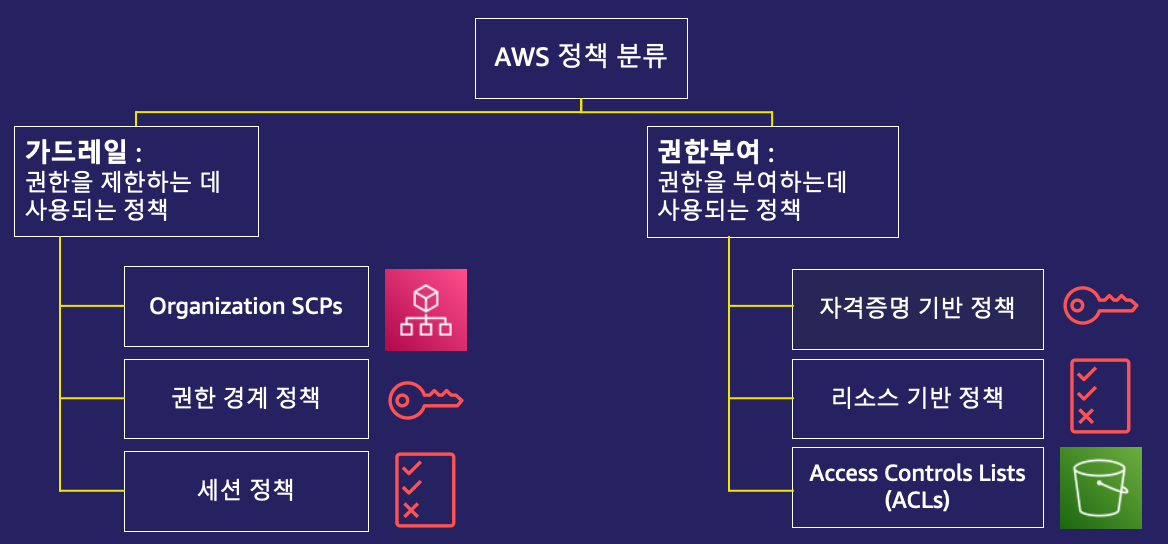 AWS 정책 분류
가드레일 :
권한을 제한하는 데
사용되는 정책
Organization SCPs
권한 경계 정책
세션 정책
권한부여 :
권한을 부여하는데
사용되는 정책
자격증명 기반 정책
리소스 기반 정책
Access Controls Lists
(ACLs)